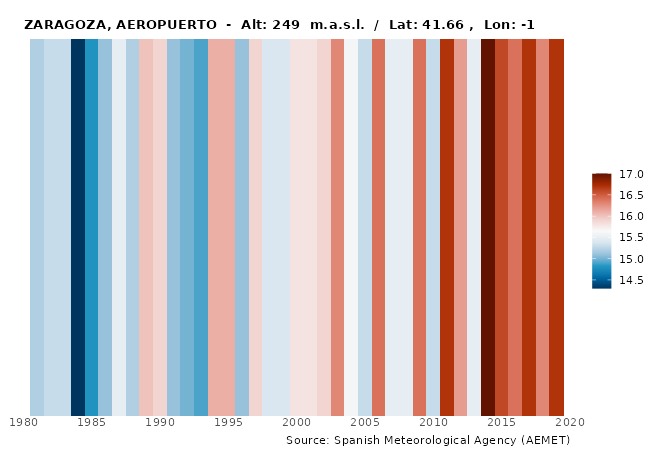 ZARAGOZA, AEROPUERTO - Alt: 249 m.a.s.l. / Lat: 41.66 , Lon: -1
17.0
16.5
16.0
15.5
15.0
14.5
1980 1985 1990 1995 2000 2005 2010 2015 2020
Source: Spanish Meteorological Agency (AEMET)